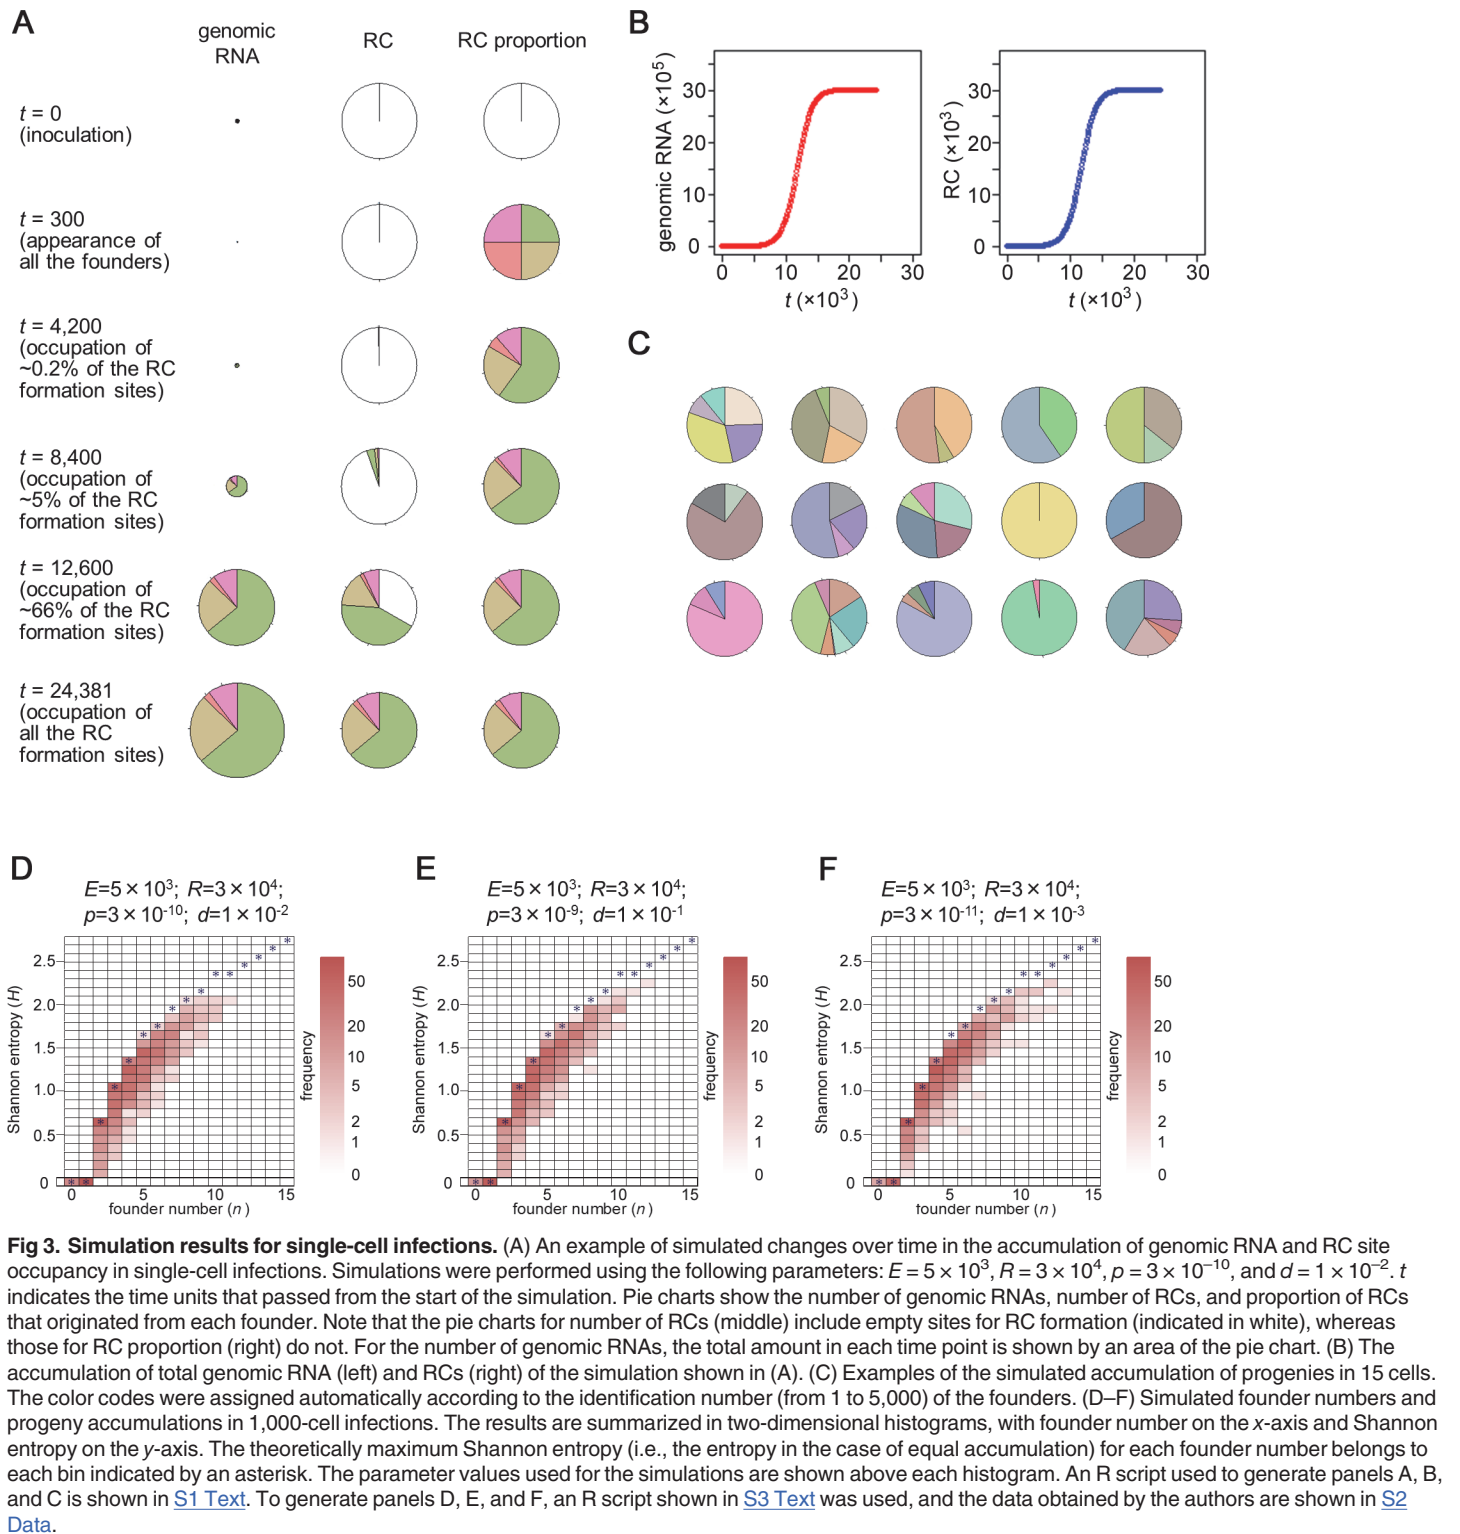 A
genomic
RNA
RC
RC proportion
t = 0
(inoculation)
t = 300
(appearance of
all the founders)
t = 4,200
(occupation of
~0.2% of the RC
formation sites)
t = 8,400
(occupation of
~5% of the RC
formation sites)
t = 12,600
(occupation of
~66% of the RC
formation sites)
t = 24,381
(occupation of
all the RC
formation sites)
B
genomic RNA (×10⁵)
30
20
10
0
0 10 20 30
t (×10³)
RC (×10³)
30
20
10
0
0 10 20 30
t (×10³)
C
D
E=5×10³; R=3×10⁴;
p=3×10⁻¹⁰; d=1×10⁻²
Shannon entropy (H)
2.5
2.0
1.5
1.0
0.5
0
0 5 10 15
founder number (n)
frequency
50
20
10
5
2
1
0
E
E=5×10³; R=3×10⁴;
p=3×10⁻⁹; d=1×10⁻¹
Shannon entropy (H)
2.5
2.0
1.5
1.0
0.5
0
0 5 10 15
founder number (n)
frequency
50
20
10
5
2
1
0
F
E=5×10³; R=3×10⁴;
p=3×10⁻¹¹; d=1×10⁻³
Shannon entropy (H)
2.5
2.0
1.5
1.0
0.5
0
0 5 10 15
founder number (n)
frequency
50
20
10
5
2
1
0
Fig 3. Simulation results for single-cell infections. (A) An example of simulated changes over time in the accumulation of genomic RNA and RC site
occupancy in single-cell infections. Simulations were performed using the following parameters: E = 5 × 10³, R = 3 × 10⁴, p = 3 × 10⁻¹⁰, and d = 1 × 10⁻². t
indicates the time units that passed from the start of the simulation. Pie charts show the number of genomic RNAs, number of RCs, and proportion of RCs
that originated from each founder. Note that the pie charts for number of RCs (middle) include empty sites for RC formation (indicated in white), whereas
those for RC proportion (right) do not. For the number of genomic RNAs, the total amount in each time point is shown by an area of the pie chart. (B) The
accumulation of total genomic RNA (left) and RCs (right) of the simulation shown in (A). (C) Examples of the simulated accumulation of progenies in 15 cells.
The color codes were assigned automatically according to the identification number (from 1 to 5,000) of the founders. (D–F) Simulated founder numbers and
progeny accumulations in 1,000-cell infections. The results are summarized in two-dimensional histograms, with founder number on the x-axis and Shannon
entropy on the y-axis. The theoretically maximum Shannon entropy (i.e., the entropy in the case of equal accumulation) for each founder number belongs to
each bin indicated by an asterisk. The parameter values used for the simulations are shown above each histogram. An R script used to generate panels A, B,
and C is shown in S1 Text. To generate panels D, E, and F, an R script shown in S3 Text was used, and the data obtained by the authors are shown in S2
Data.